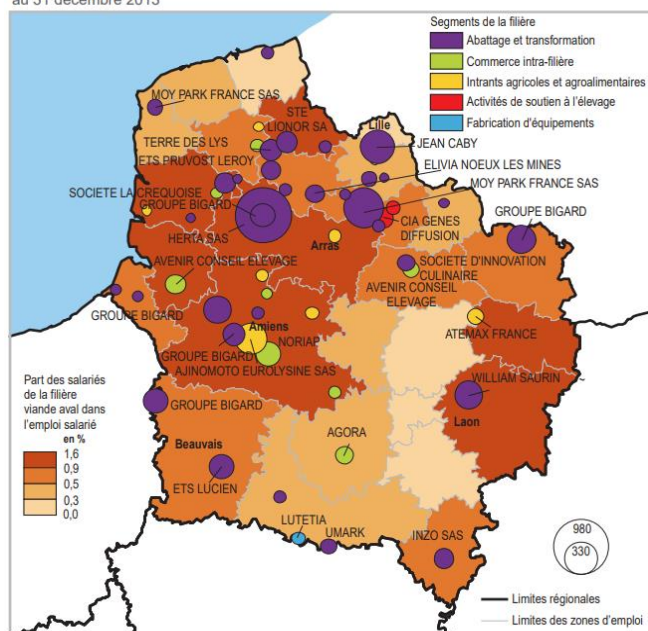 au 31 décembre 2015
Segments de la filière
Abattage et transformation
Commerce intra-filière
Intrants agricoles et agroalimentaires
Activités de soutien à l'élevage
Fabrication d'équipements
MOY PARK FRANCE SAS
STE
LIONOR SA
Lille
JEAN CABY
TERRE DES LYS
ETS PRUVOST LEROY
ELIVIA NOEUX LES MINES
MOY PARK FRANCE SAS
SOCIETE LA CREQUOISE
GROUPE BIGARD
CIA GENES
DIFFUSION
GROUPE BIGARD
HERTA SAS
Arras
AVENIR CONSEIL ELEVAGE
SOCIETE D'INNOVATION
CULINAIRE
AVENIR CONSEIL
ELEVAGE
GROUPE BIGARD
Amiens
NORIAP
ATEMAX FRANCE
GROUPE BIGARD
AJINOMOTO EUROLYSINE SAS
Part des salariés
de la filière
viande aval dans
l'emploi salarié
en %
1,6
0,9
0,5
0,3
0,0
GROUPE BIGARD
WILLIAM SAURIN
Laon
Beauvais
AGORA
ETS LUCIEN
LUTETIA
UMARK
INZO SAS
980
330
Limites régionales
Limites des zones d'emploi